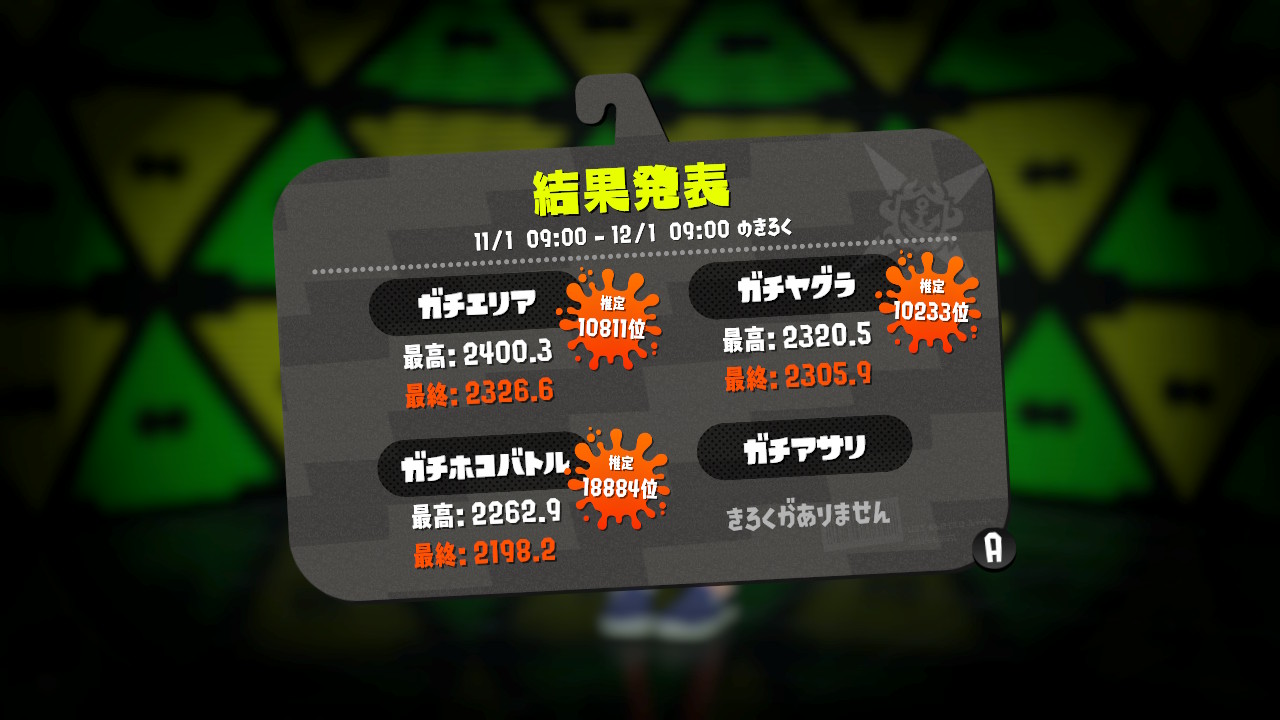 結果発表
11/1 09:00 - 12/1 09:00 のきろく
ガチエリア
推定
10811位
最高: 2400.3
最終: 2326.6
ガチヤグラ
推定
10233位
最高: 2320.5
最終: 2305.9
ガチホコバトル
推定
18884位
最高: 2262.9
最終: 2198.2
ガチアサリ
きろくがありません
A